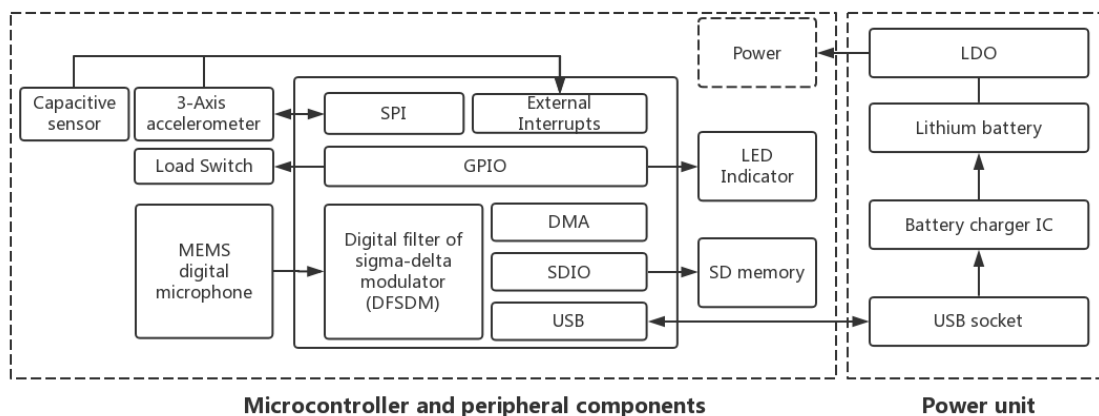 Power
LDO
Capacitive
sensor
3-Axis
accelerometer
SPI
External
Interrupts
Lithium battery
Load Switch
GPIO
LED
Indicator
MEMS
digital
microphone
Digital filter of
sigma-delta
modulator
(DFSDM)
DMA
SDIO
USB
SD memory
Battery charger IC
USB socket
Microcontroller and peripheral components
Power unit